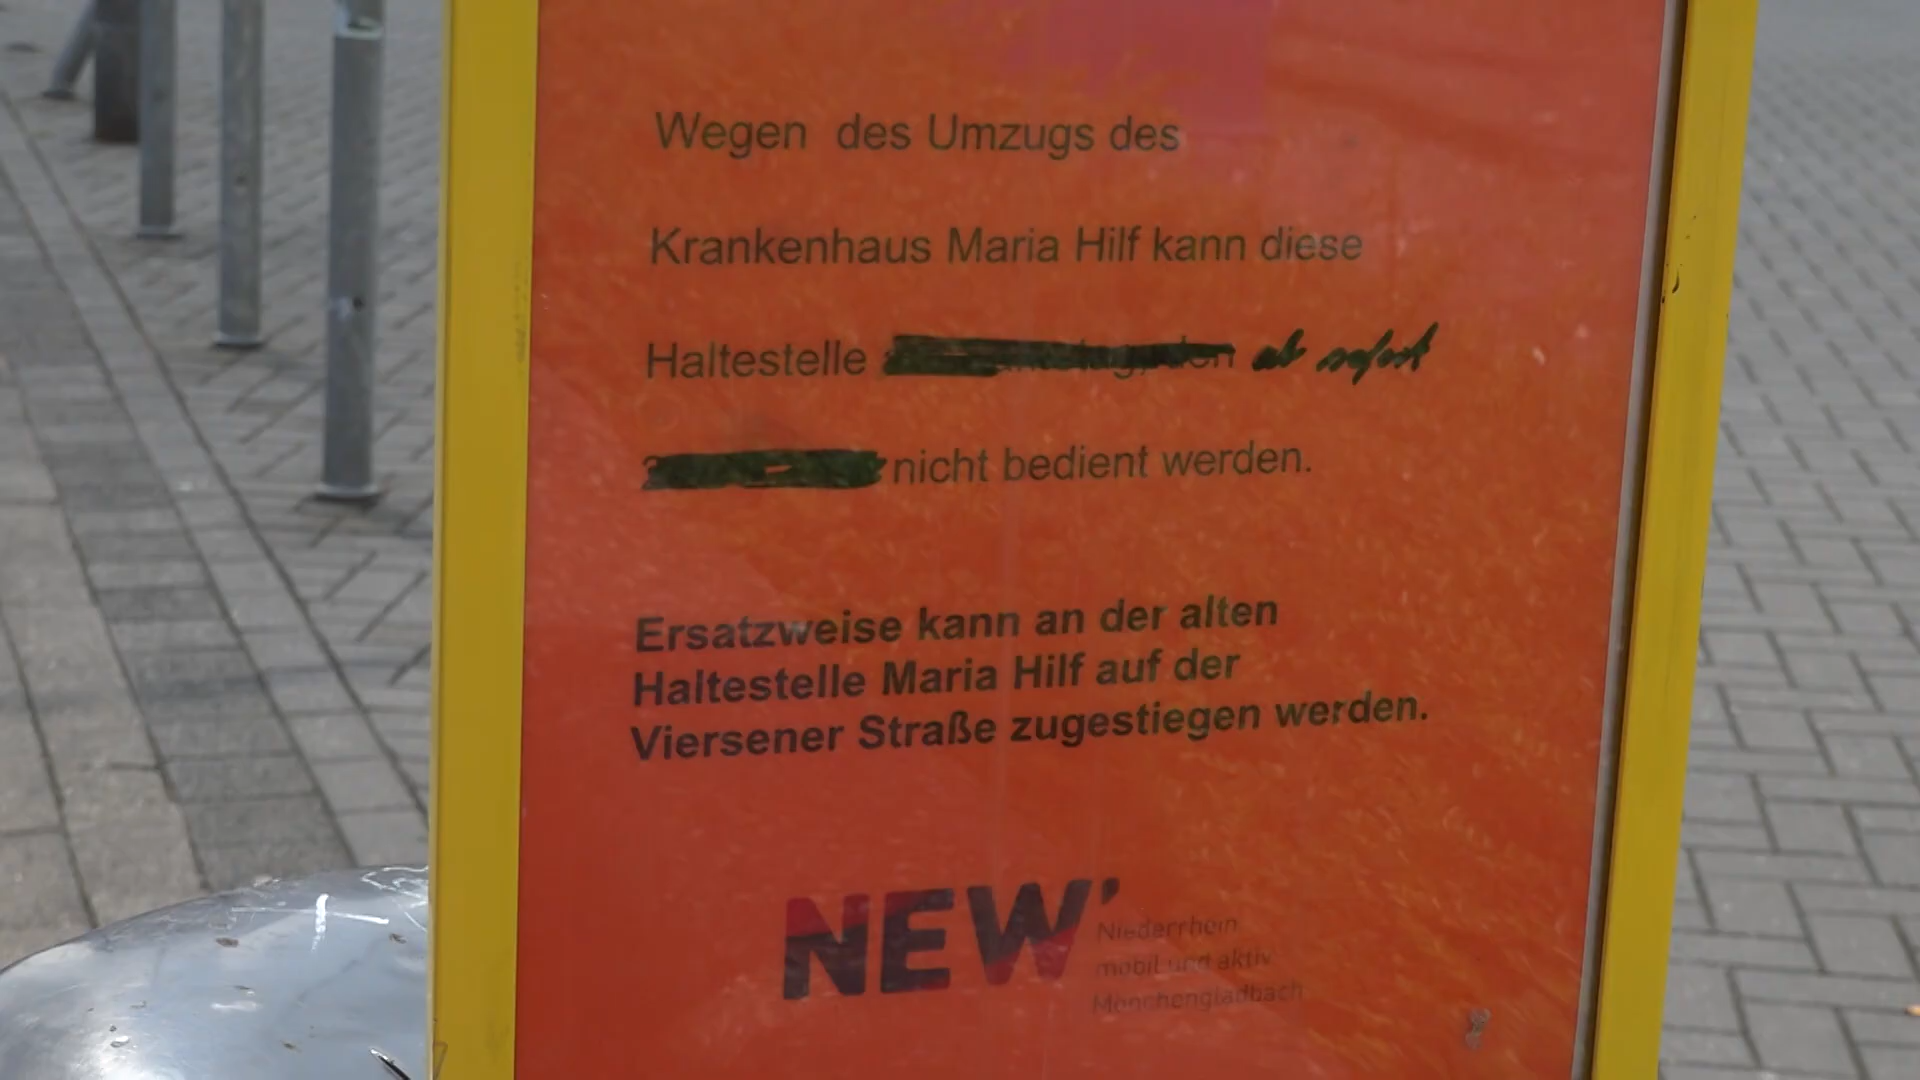 Wegen des Umzugs des
Krankenhaus Maria Hilf kann diese
Haltestelle ab sofort
nicht bedient werden.
Ersatzweise kann an der alten
Haltestelle Maria Hilf auf der
Viersener Straße zugestiegen werden.
NEW'
Niederrhein
mobil und aktiv
Mönchengladbach